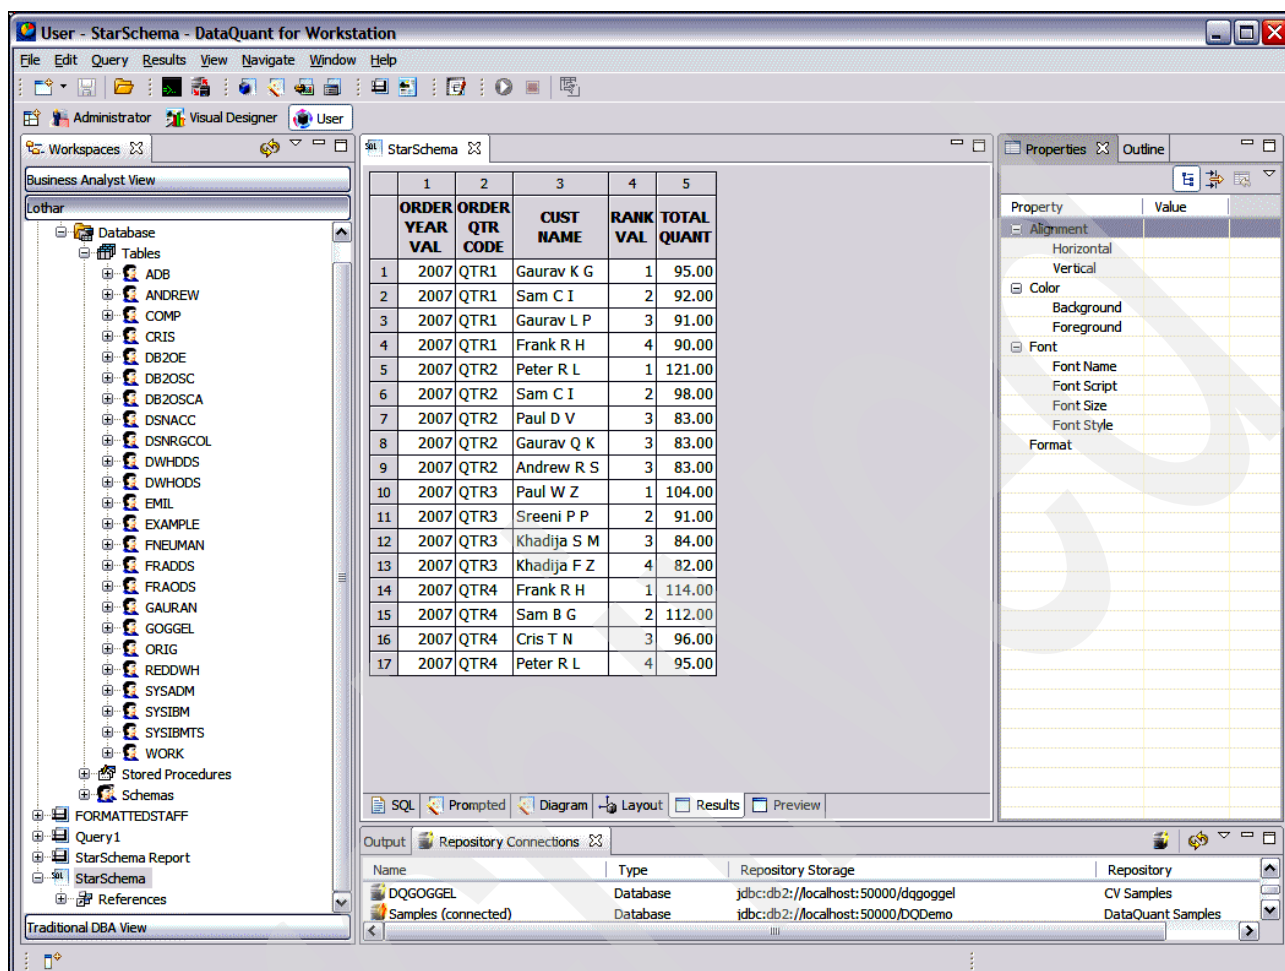 User - StarSchema - DataQuant for Workstation
File Edit Query Results View Navigate Window Help
Administrator Visual Designer User
Workspaces
Business Analyst View
Lothar
Database
Tables
ADB
ANDREW
COMP
CRIS
DB2OE
DB2OSC
DB2OSCA
DSNACC
DSNRGCOL
DWHDDS
DWHODS
EMIL
EXAMPLE
FNEUMAN
FRADDS
FRAODS
GAURAN
GOGGEL
ORIG
REDDWH
SYSADM
SYSIBM
SYSIBMTS
WORK
Stored Procedures
Schemas
FORMATTEDSTAFF
Query1
StarSchema Report
SQL StarSchema
References
Traditional DBA View
SQL StarSchema
1 2 3 4 5
ORDER YEAR VAL ORDER QTR CODE CUST NAME RANK VAL TOTAL QUANT
1 2007 QTR1 Gaurav K G 1 95.00
2 2007 QTR1 Sam C I 2 92.00
3 2007 QTR1 Gaurav L P 3 91.00
4 2007 QTR1 Frank R H 4 90.00
5 2007 QTR2 Peter R L 1 121.00
6 2007 QTR2 Sam C I 2 98.00
7 2007 QTR2 Paul D V 3 83.00
8 2007 QTR2 Gaurav Q K 3 83.00
9 2007 QTR2 Andrew R S 3 83.00
10 2007 QTR3 Paul W Z 1 104.00
11 2007 QTR3 Sreeni P P 2 91.00
12 2007 QTR3 Khadija S M 3 84.00
13 2007 QTR3 Khadija F Z 4 82.00
14 2007 QTR4 Frank R H 1 114.00
15 2007 QTR4 Sam B G 2 112.00
16 2007 QTR4 Cris T N 3 96.00
17 2007 QTR4 Peter R L 4 95.00
SQL Prompted Diagram Layout Results Preview
Properties Outline
Property Value
Alignment
Horizontal
Vertical
Color
Background
Foreground
Font
Font Name
Font Script
Font Size
Font Style
Format
Output Repository Connections
Name Type Repository Storage Repository
DQGOGGEL Database jdbc:db2://localhost:50000/dqgoggel CV Samples
Samples (connected) Database jdbc:db2://localhost:50000/DQDemo DataQuant Samples